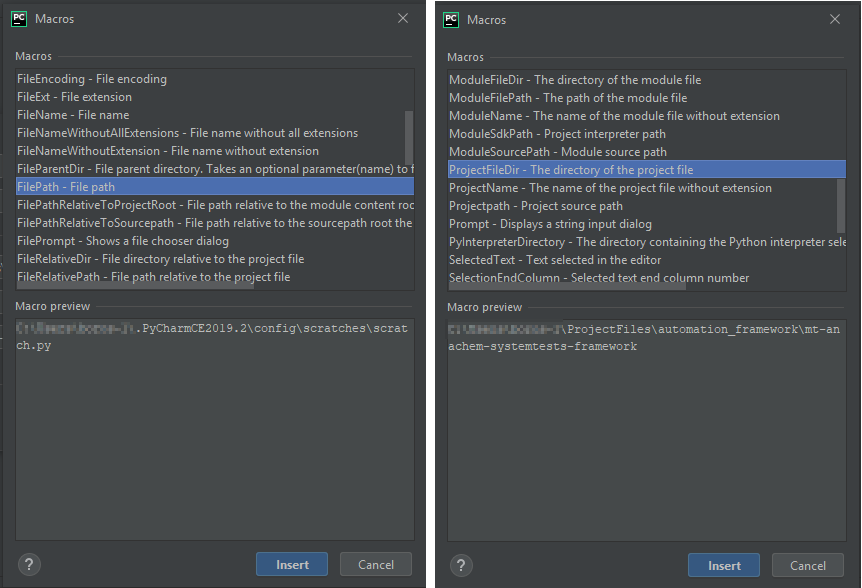 PC Macros
Macros
FileEncoding - File encoding
FileExt - File extension
FileName - File name
FileNameWithoutAllExtensions - File name without all extensions
FileNameWithoutExtension - File name without extension
FileParentDir - File parent directory. Takes an optional parameter(name) to
FilePath - File path
FilePathRelativeToProjectRoot - File path relative to the module content roo
FilePathRelativeToSourcepath - File path relative to the sourcepath root the
FilePrompt - Shows a file chooser dialog
FileRelativeDir - File directory relative to the project file
FileRelativePath - File path relative to the project file
Macro preview
.PyCharmCE2019.2\config\scratches\scrat
ch.py
?
Insert
Cancel
PC Macros
Macros
ModuleFileDir - The directory of the module file
ModuleFilePath - The path of the module file
ModuleName - The name of the module file without extension
ModuleSdkPath - Project interpreter path
ModuleSourcePath - Module source path
ProjectFileDir - The directory of the project file
ProjectName - The name of the project file without extension
Projectpath - Project source path
Prompt - Displays a string input dialog
PyInterpreterDirectory - The directory containing the Python interpreter sele
SelectedText - Text selected in the editor
SelectionEndColumn - Selected text end column number
Macro preview
\ProjectFiles\automation_framework\mt-an
achem-systemtests-framework
?
Insert
Cancel